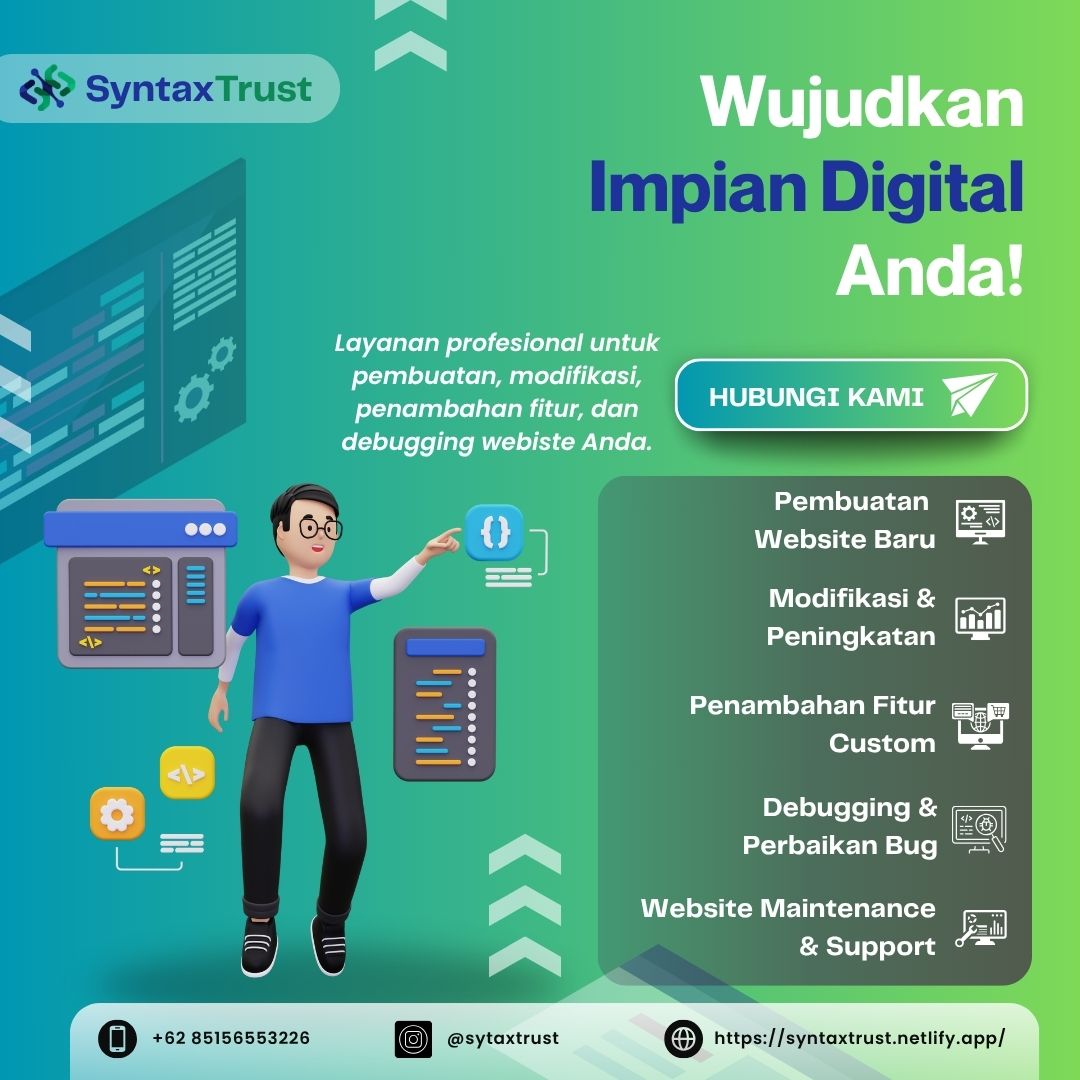 SyntaxTrust
Wujudkan
Impian Digital
Anda!
Layanan profesional untuk
pembuatan, modifikasi,
penambahan fitur, dan
debugging webiste Anda.
HUBUNGI KAMI
Pembuatan
Website Baru
Modifikasi &
Peningkatan
Penambahan Fitur
Custom
Debugging &
Perbaikan Bug
Website Maintenance
& Support
+62 85156553226
@sytaxtrust
https://syntaxtrust.netlify.app/